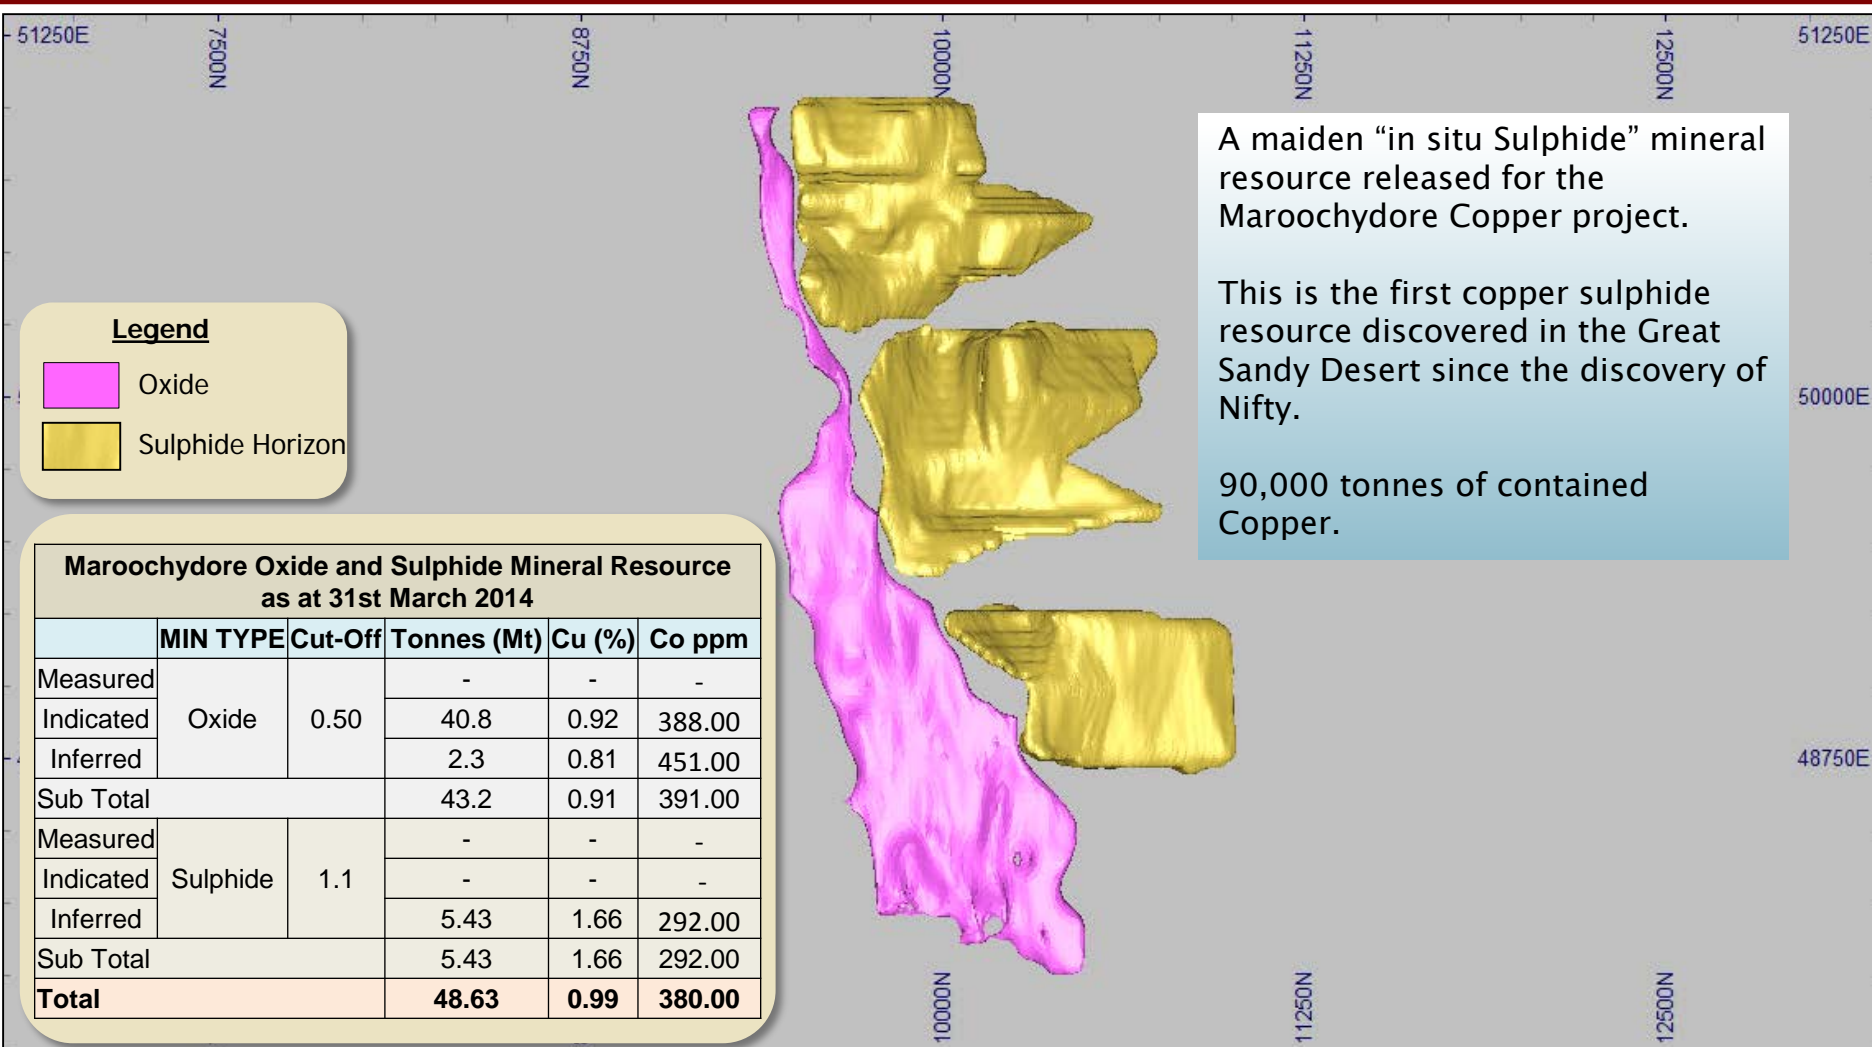 51250E
7500N
8750N
10000N
11250N
12500N
51250E
A maiden “in situ Sulphide” mineral
resource released for the
Maroochydore Copper project.
This is the first copper sulphide
resource discovered in the Great
Sandy Desert since the discovery of
Nifty.
90,000 tonnes of contained
Copper.
Legend
Oxide
Sulphide Horizon
50000E
Maroochydore Oxide and Sulphide Mineral Resource
as at 31st March 2014
MIN TYPE Cut-Off Tonnes (Mt) Cu (%) Co ppm
Measured - - -
Indicated Oxide 0.50 40.8 0.92 388.00
Inferred 2.3 0.81 451.00
Sub Total 43.2 0.91 391.00
Measured - - -
Indicated Sulphide 1.1 - - -
Inferred 5.43 1.66 292.00
Sub Total 5.43 1.66 292.00
Total 48.63 0.99 380.00
48750E
10000N
11250N
12500N